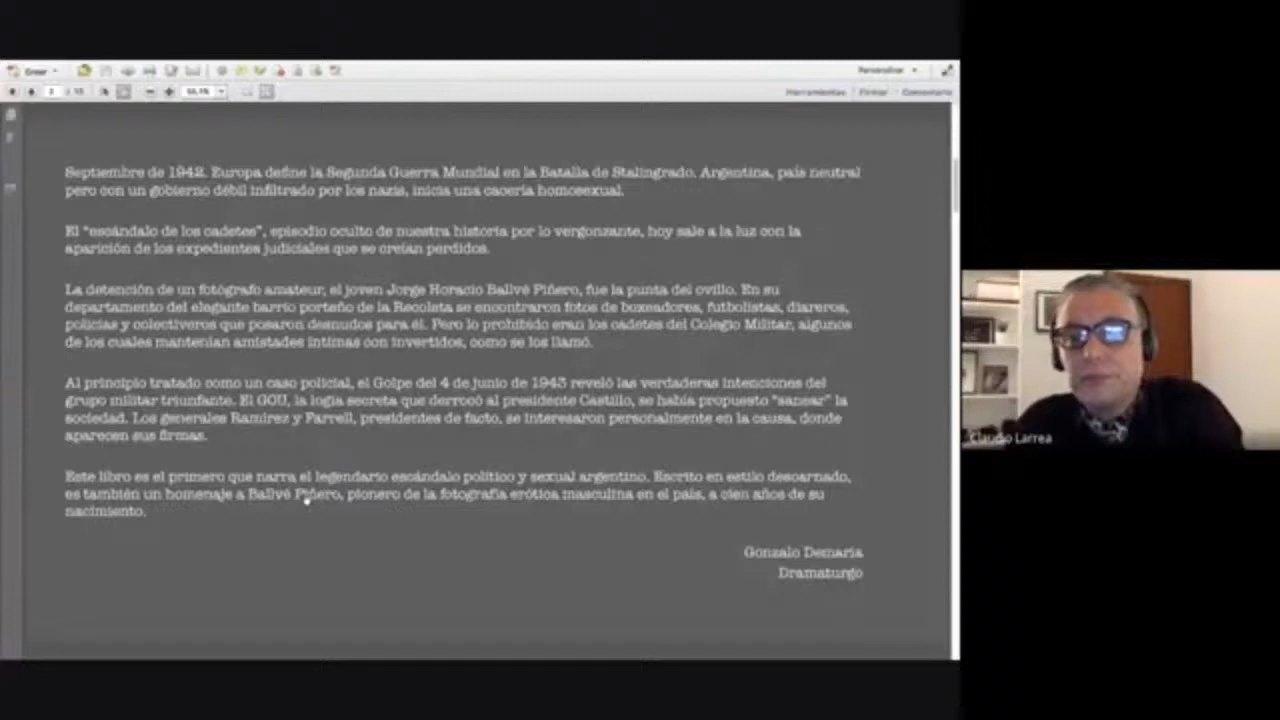 Crear
Personalizar
2 / 15
Herramientas Firmar Comentario
Septiembre de 1942. Europa define la Segunda Guerra Mundial en la Batalla de Stalingrado. Argentina, país neutral
pero con un gobierno débil infiltrado por los nazis, inicia una cacería homosexual.
El “escándalo de los cadetes”, episodio oculto de nuestra historia por lo vergonzante, hoy sale a la luz con la
aparición de los expedientes judiciales que se creían perdidos.
La detención de un fotógrafo amateur, el joven Jorge Horacio Ballvé Piñero, fue la punta del ovillo. En su
departamento del elegante barrio porteño de la Recoleta se encontraron fotos de boxeadores, futbolistas, diareros,
policías y colectiveros que posaron desnudos para él. Pero lo prohibido eran los cadetes del Colegio Militar, algunos
de los cuales mantenían amistades íntimas con invertidos, como se los llamó.
Al principio tratado como un caso policial, el Golpe del 4 de junio de 1943 reveló las verdaderas intenciones del
grupo militar triunfante. El GOU, la logia secreta que derrocó al presidente Castillo, se había propuesto “sanear” la
sociedad. Los generales Ramírez y Farrell, presidentes de facto, se interesaron personalmente en la causa, donde
aparecen sus firmas.
Este libro es el primero que narra el legendario escándalo político y sexual argentino. Escrito en estilo descarnado,
es también un homenaje a Ballvé Piñero, pionero de la fotografía erótica masculina en el país, a cien años de su
nacimiento.
Gonzalo Demaría
Dramaturgo
Claudio Larrea